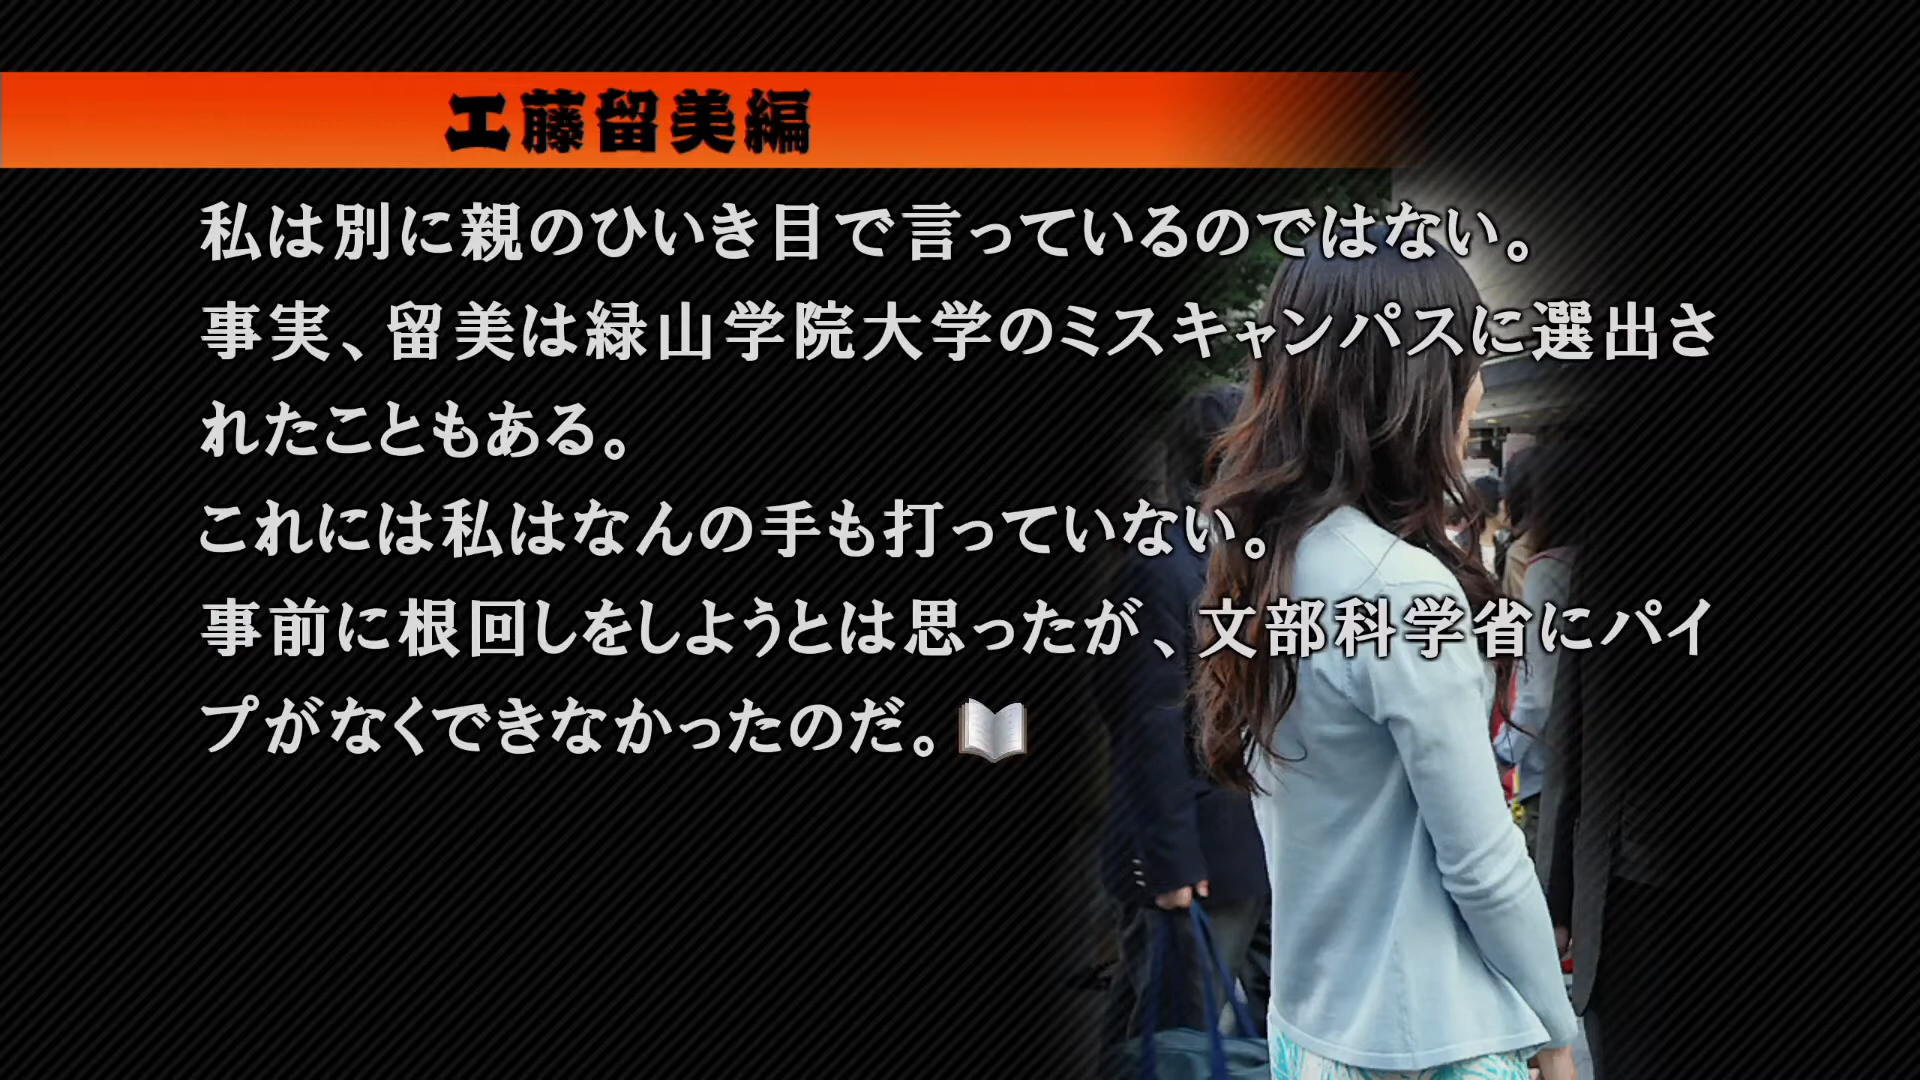 工藤留美編
私は別に親のひいき目で言っているのではない。
事実、留美は緑山学院大学のミスキャンパスに選出さ
れたこともある。
これには私はなんの手も打っていない。
事前に根回しをしようとは思ったが、文部科学省にパイ
プがなくできなかったのだ。